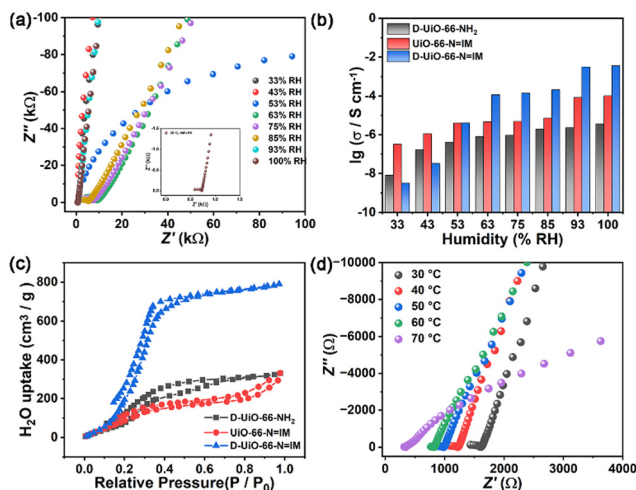 (a)
-100
-80
-60
-40
-20
0
Z'' (kΩ)
0 20 40 60 80 100
Z' (kΩ)
33% RH
43% RH
53% RH
63% RH
75% RH
85% RH
93% RH
100% RH
Z' (kΩ)
(b)
0
-2
-4
-6
-8
-10
lg (σ / S cm⁻¹)
D-UiO-66-NH₂
UiO-66-N=IM
D-UiO-66-N=IM
33 43 53 63 75 85 93 100
Humidity (% RH)
(c)
800
600
400
200
0
H₂O uptake (cm³ / g)
D-UiO-66-NH₂
UiO-66-N=IM
D-UiO-66-N=IM
0.0 0.2 0.4 0.6 0.8 1.0
Relative Pressure(P / P₀)
(d)
-10000
-8000
-6000
-4000
-2000
0
Z'' (Ω)
30 °C
40 °C
50 °C
60 °C
70 °C
0 1000 2000 3000 4000
Z' (Ω)